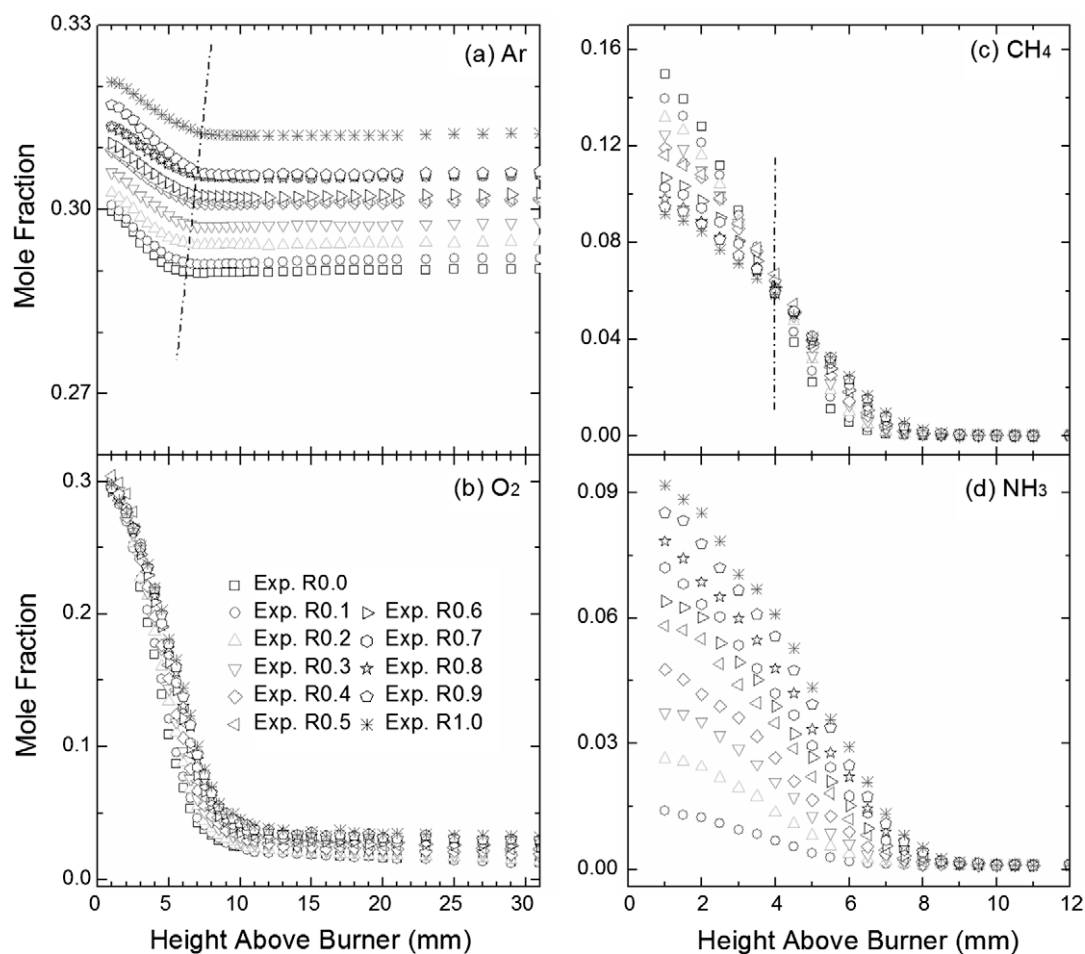 0.33
0.30
0.27
Mole Fraction
(a) Ar
0.16
0.12
0.08
0.04
0.00
(c) CH4
0.3
0.2
0.1
0.0
Mole Fraction
(b) O2
Exp. R0.0
Exp. R0.1
Exp. R0.2
Exp. R0.3
Exp. R0.4
Exp. R0.5
Exp. R0.6
Exp. R0.7
Exp. R0.8
Exp. R0.9
Exp. R1.0
0 5 10 15 20 25 30
Height Above Burner (mm)
0.09
0.06
0.03
0.00
(d) NH3
0 2 4 6 8 10 12
Height Above Burner (mm)